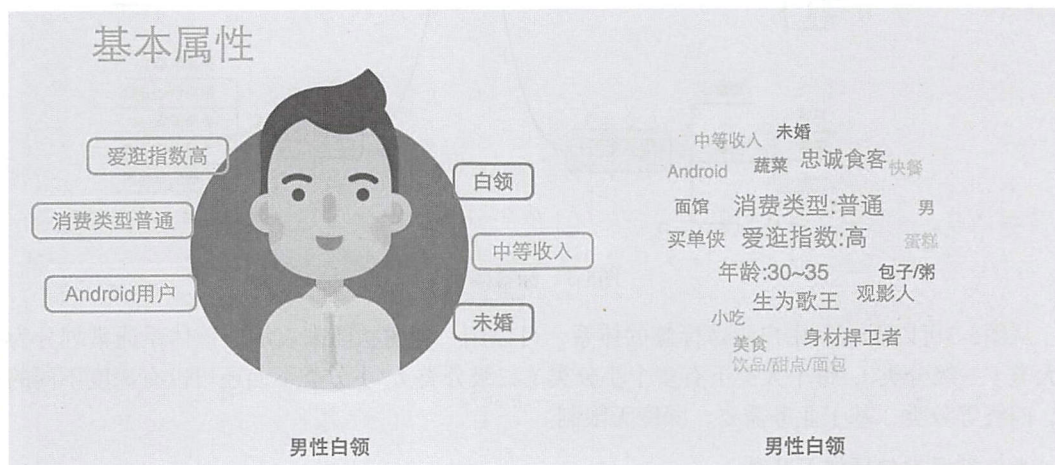 基本属性
爱逛指数高
消费类型普通
Android用户
白领
中等收入
未婚
男性白领
中等收入 未婚
Android 蔬菜 忠诚食客 快餐
面馆 消费类型:普通 男
买单侠 爱逛指数:高 蛋糕
年龄:30~35 包子/粥
生为歌王 观影人
小吃
美食 身材捍卫者
饮品/甜点/面包
男性白领